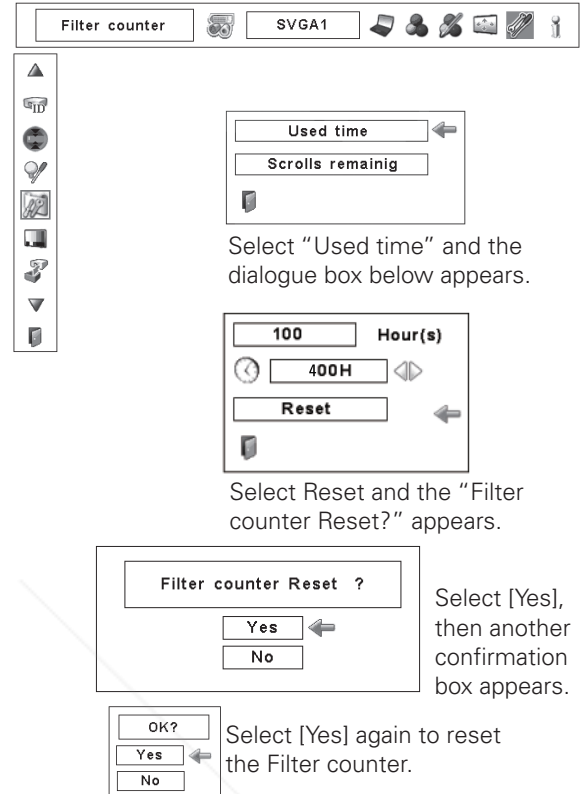 Filter counter SVGA1
ID
Used time
Scrolls remainig
Select “Used time” and the
dialogue box below appears.
100 Hour(s)
400H
Reset
Select Reset and the “Filter
counter Reset?” appears.
Filter counter Reset ?
Yes
No
Select [Yes],
then another
confirmation
box appears.
OK?
Yes
No
Select [Yes] again to reset
the Filter counter.